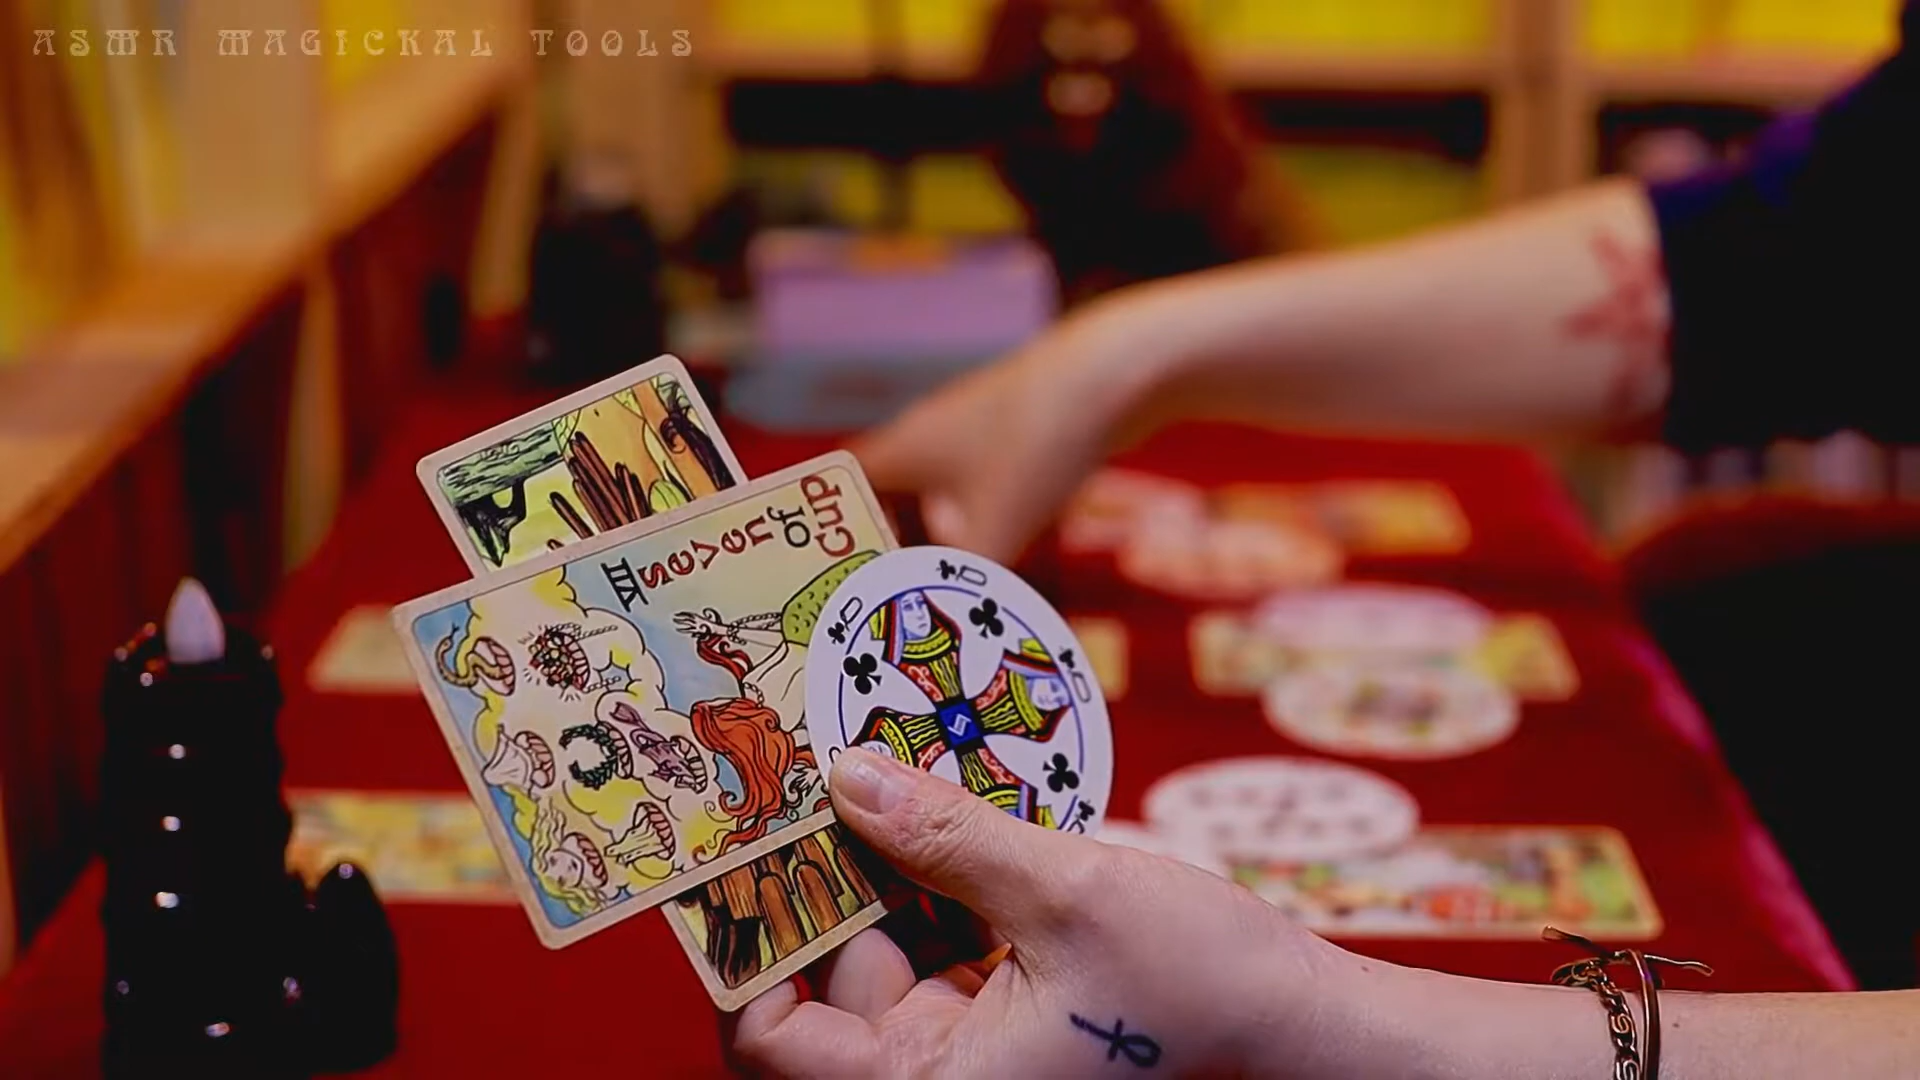 ASMR MAGICKAL TOOLS
VII
seven
of
Cup
Q
Q
Q
Q